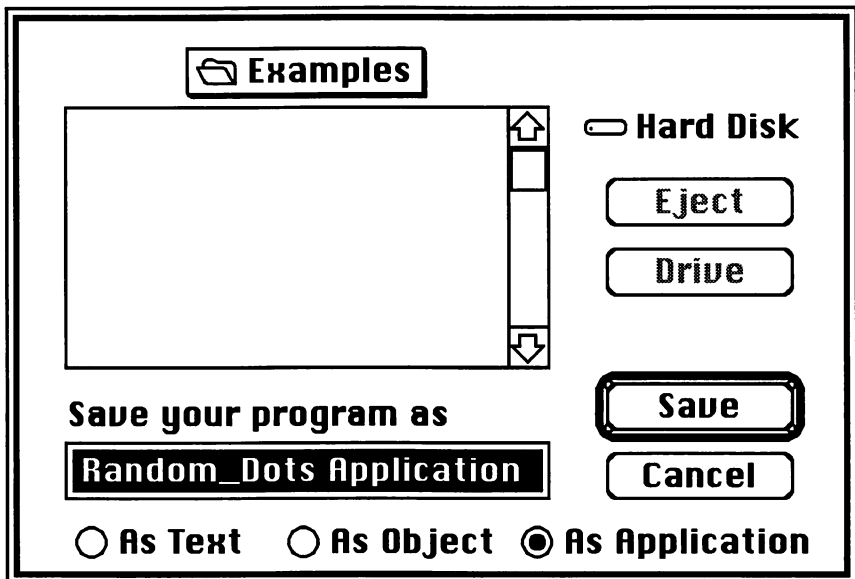 Examples
Hard Disk
Eject
Drive
Save your program as
Save
Random_Dots Application
Cancel
As Text As Object As Application